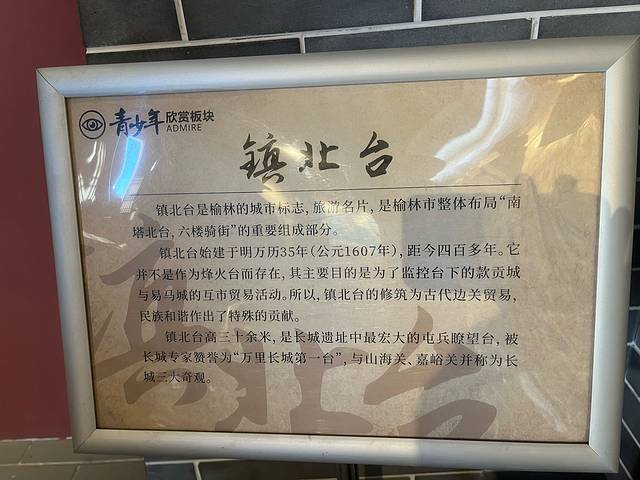 青少年欣赏板块
ADMIRE
镇北台
镇北台是榆林的城市标志，旅游名片，是榆林市整体布局“南
塔北台，六楼骑街”的重要组成部分。
镇北台始建于明万历35年（公元1607年），距今四百多年。它
并不是作为烽火台而存在，其主要目的是为了监控台下的款贡城
与易马城的互市贸易活动。所以，镇北台的修筑为古代边关贸易，
民族和谐作出了特殊的贡献。
镇北台高三十余米，是长城遗址中最宏大的屯兵瞭望台，被
长城专家赞誉为“万里长城第一台”，与山海关、嘉峪关并称为长
城三大奇观。
镇北台